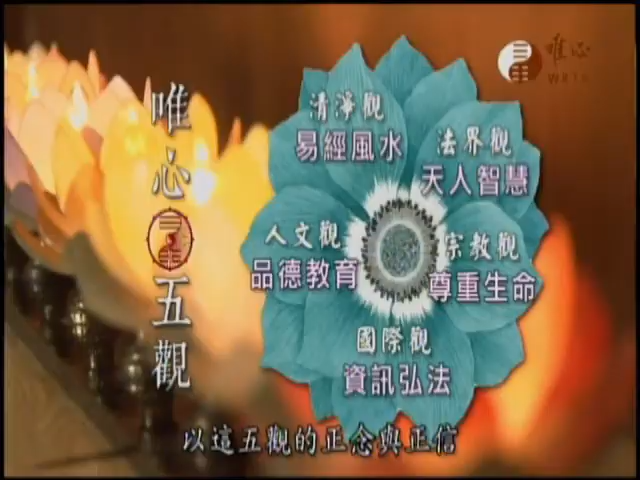 唯心
WXTV
唯心五觀
清淨觀
易經風水
法界觀
天人智慧
人文觀
品德教育
宗教觀
尊重生命
國際觀
資訊弘法
以這五觀的正念與正信